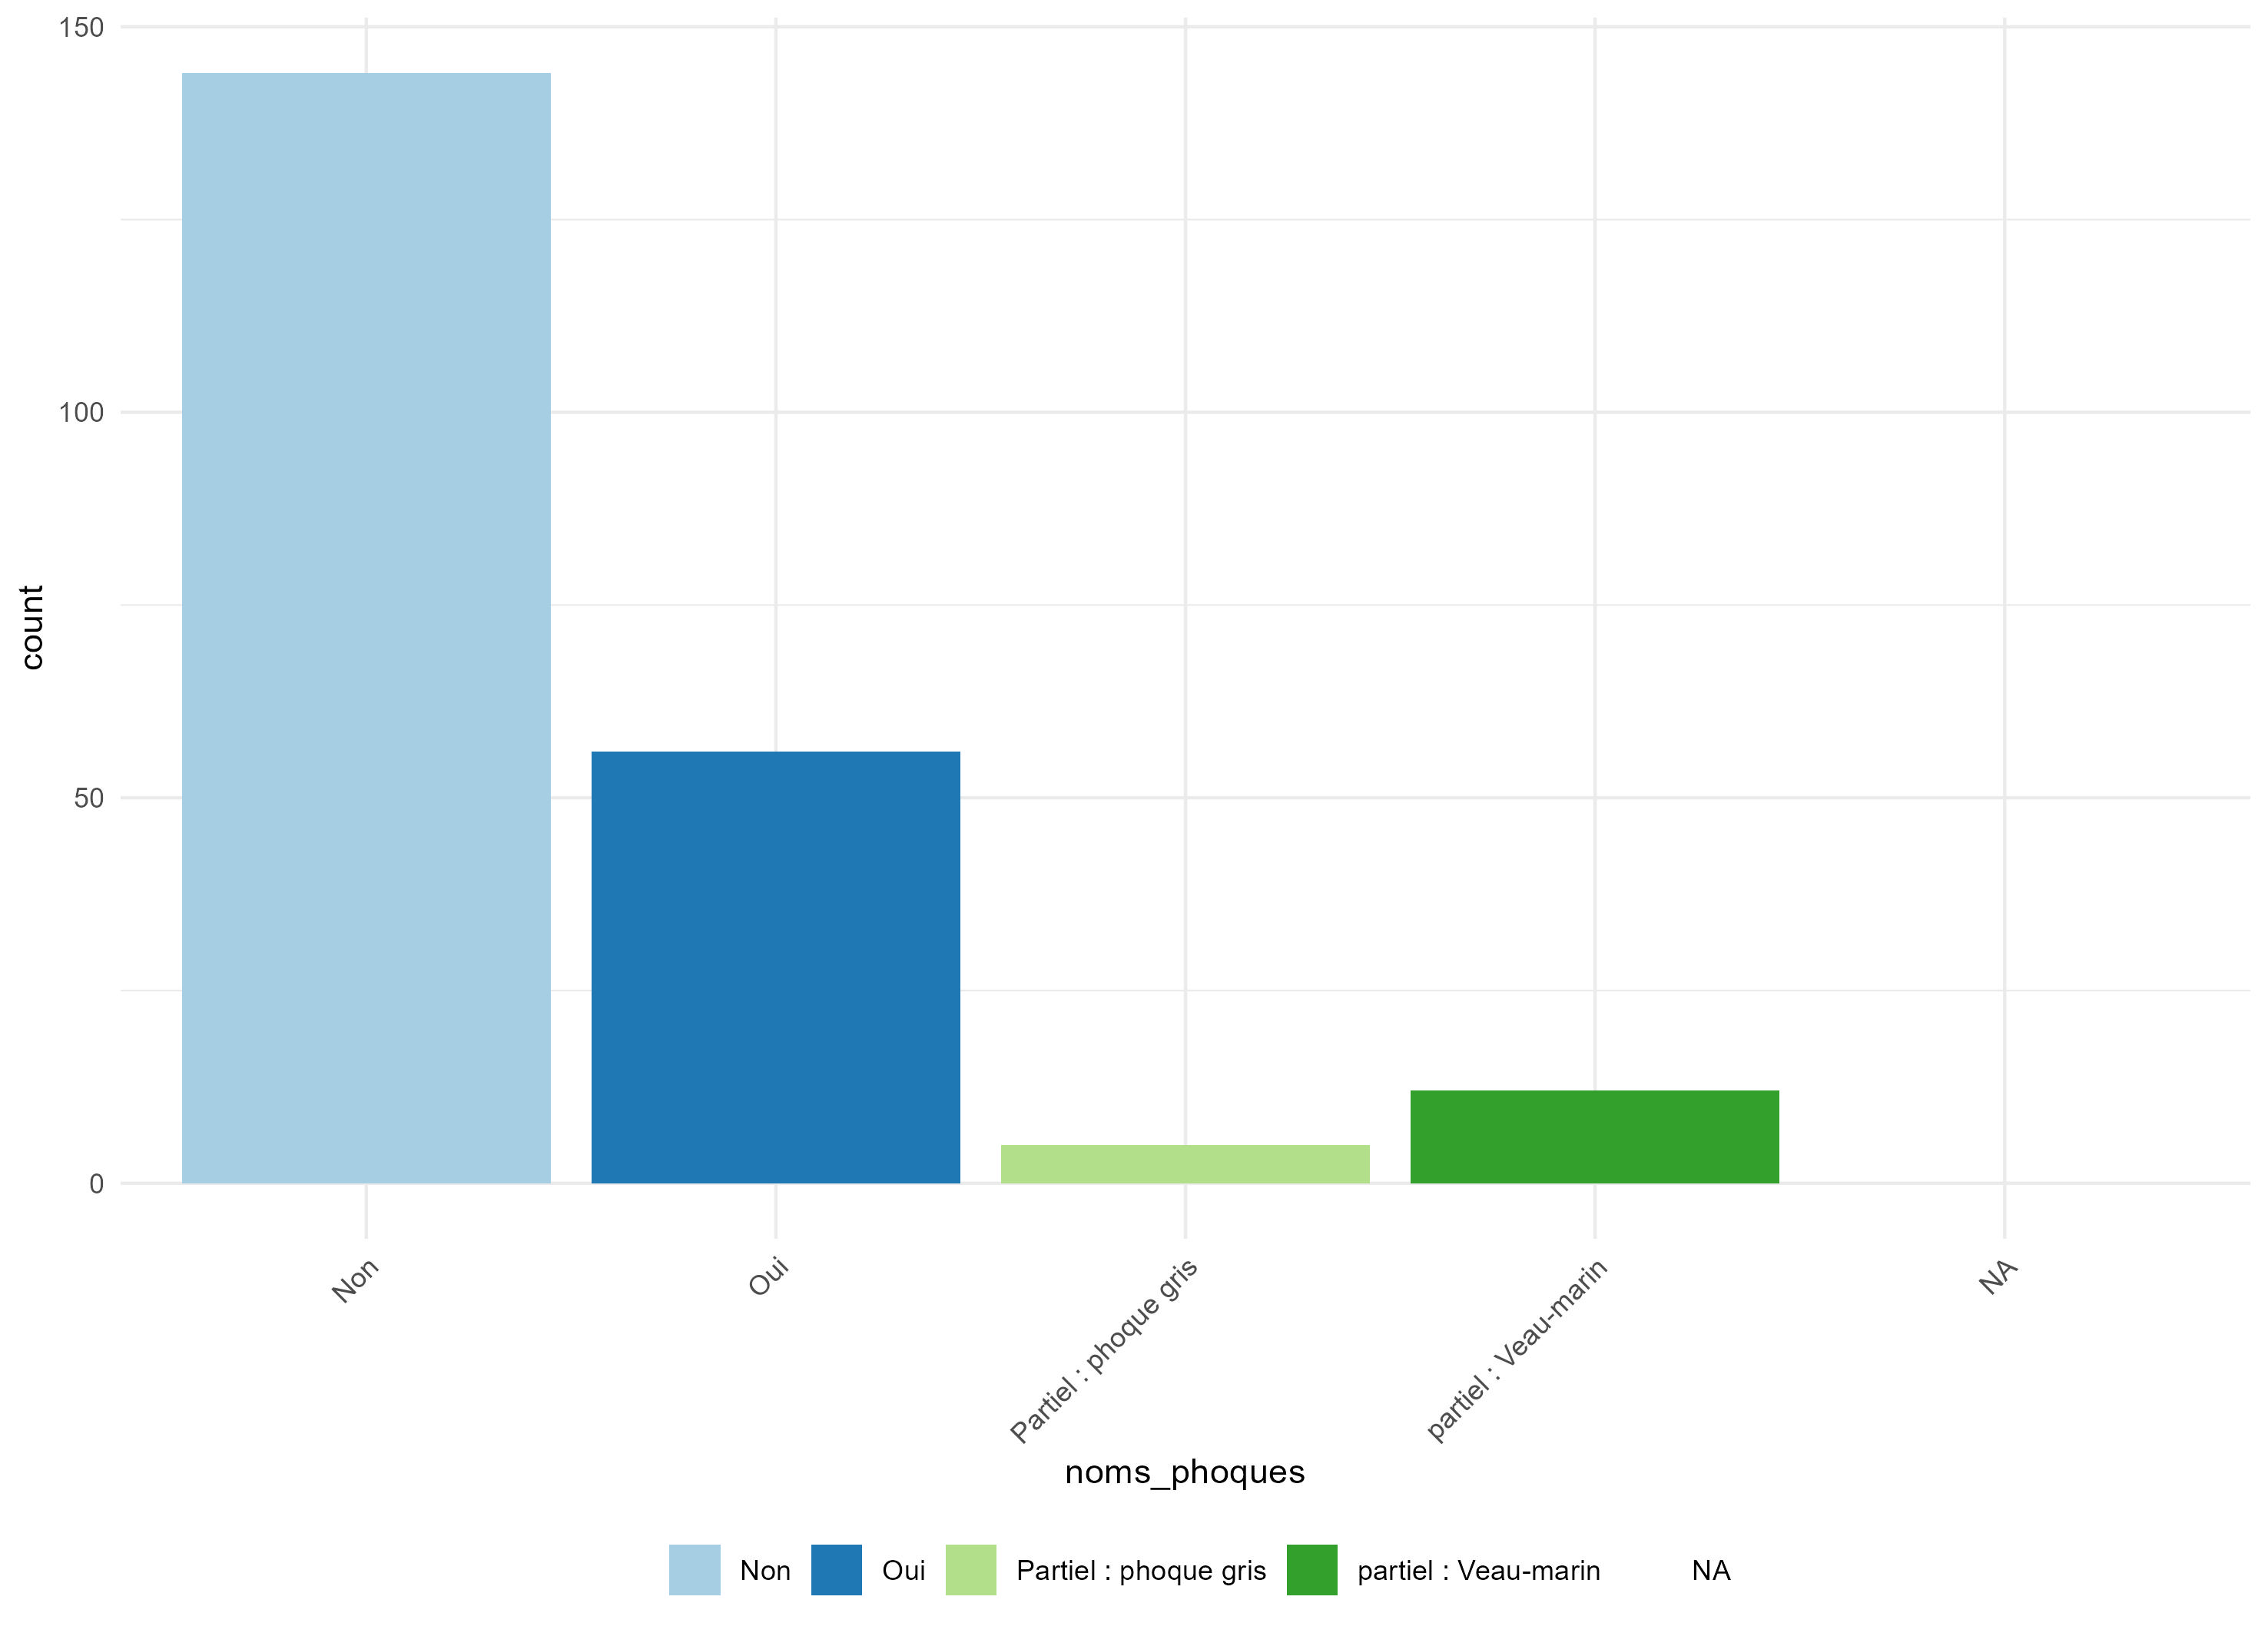 150
100
50
0
count
Non
Oui
Partiel : phoque gris
partiel : Veau-marin
NA
noms_phoques
Non
Oui
Partiel : phoque gris
partiel : Veau-marin
NA